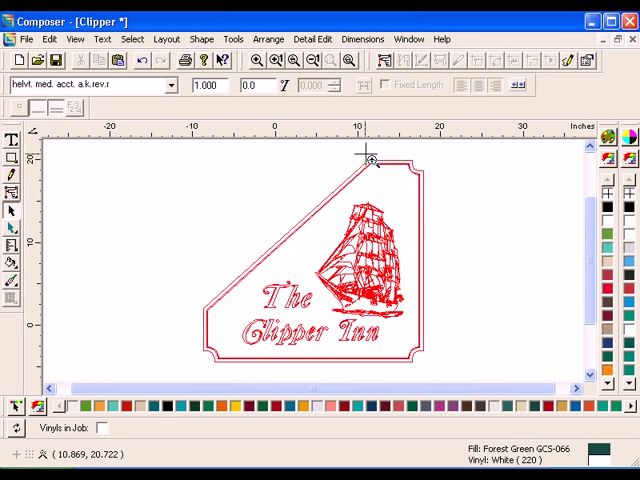 Composer - [Clipper *]
File Edit View Text Select Layout Shape Tools Arrange Detail Edit Dimensions Window Help
helvt. med. acct. a.k.rev.r 1.000 0.0 0.000 Fixed Length
-20 -10 0 10 20 30 Inches
20
10
0
The
Clipper Inn
Vinyls in Job:
(10.869, 20.722)
Fill: Forest Green GCS-066
Vinyl: White ( 220 )